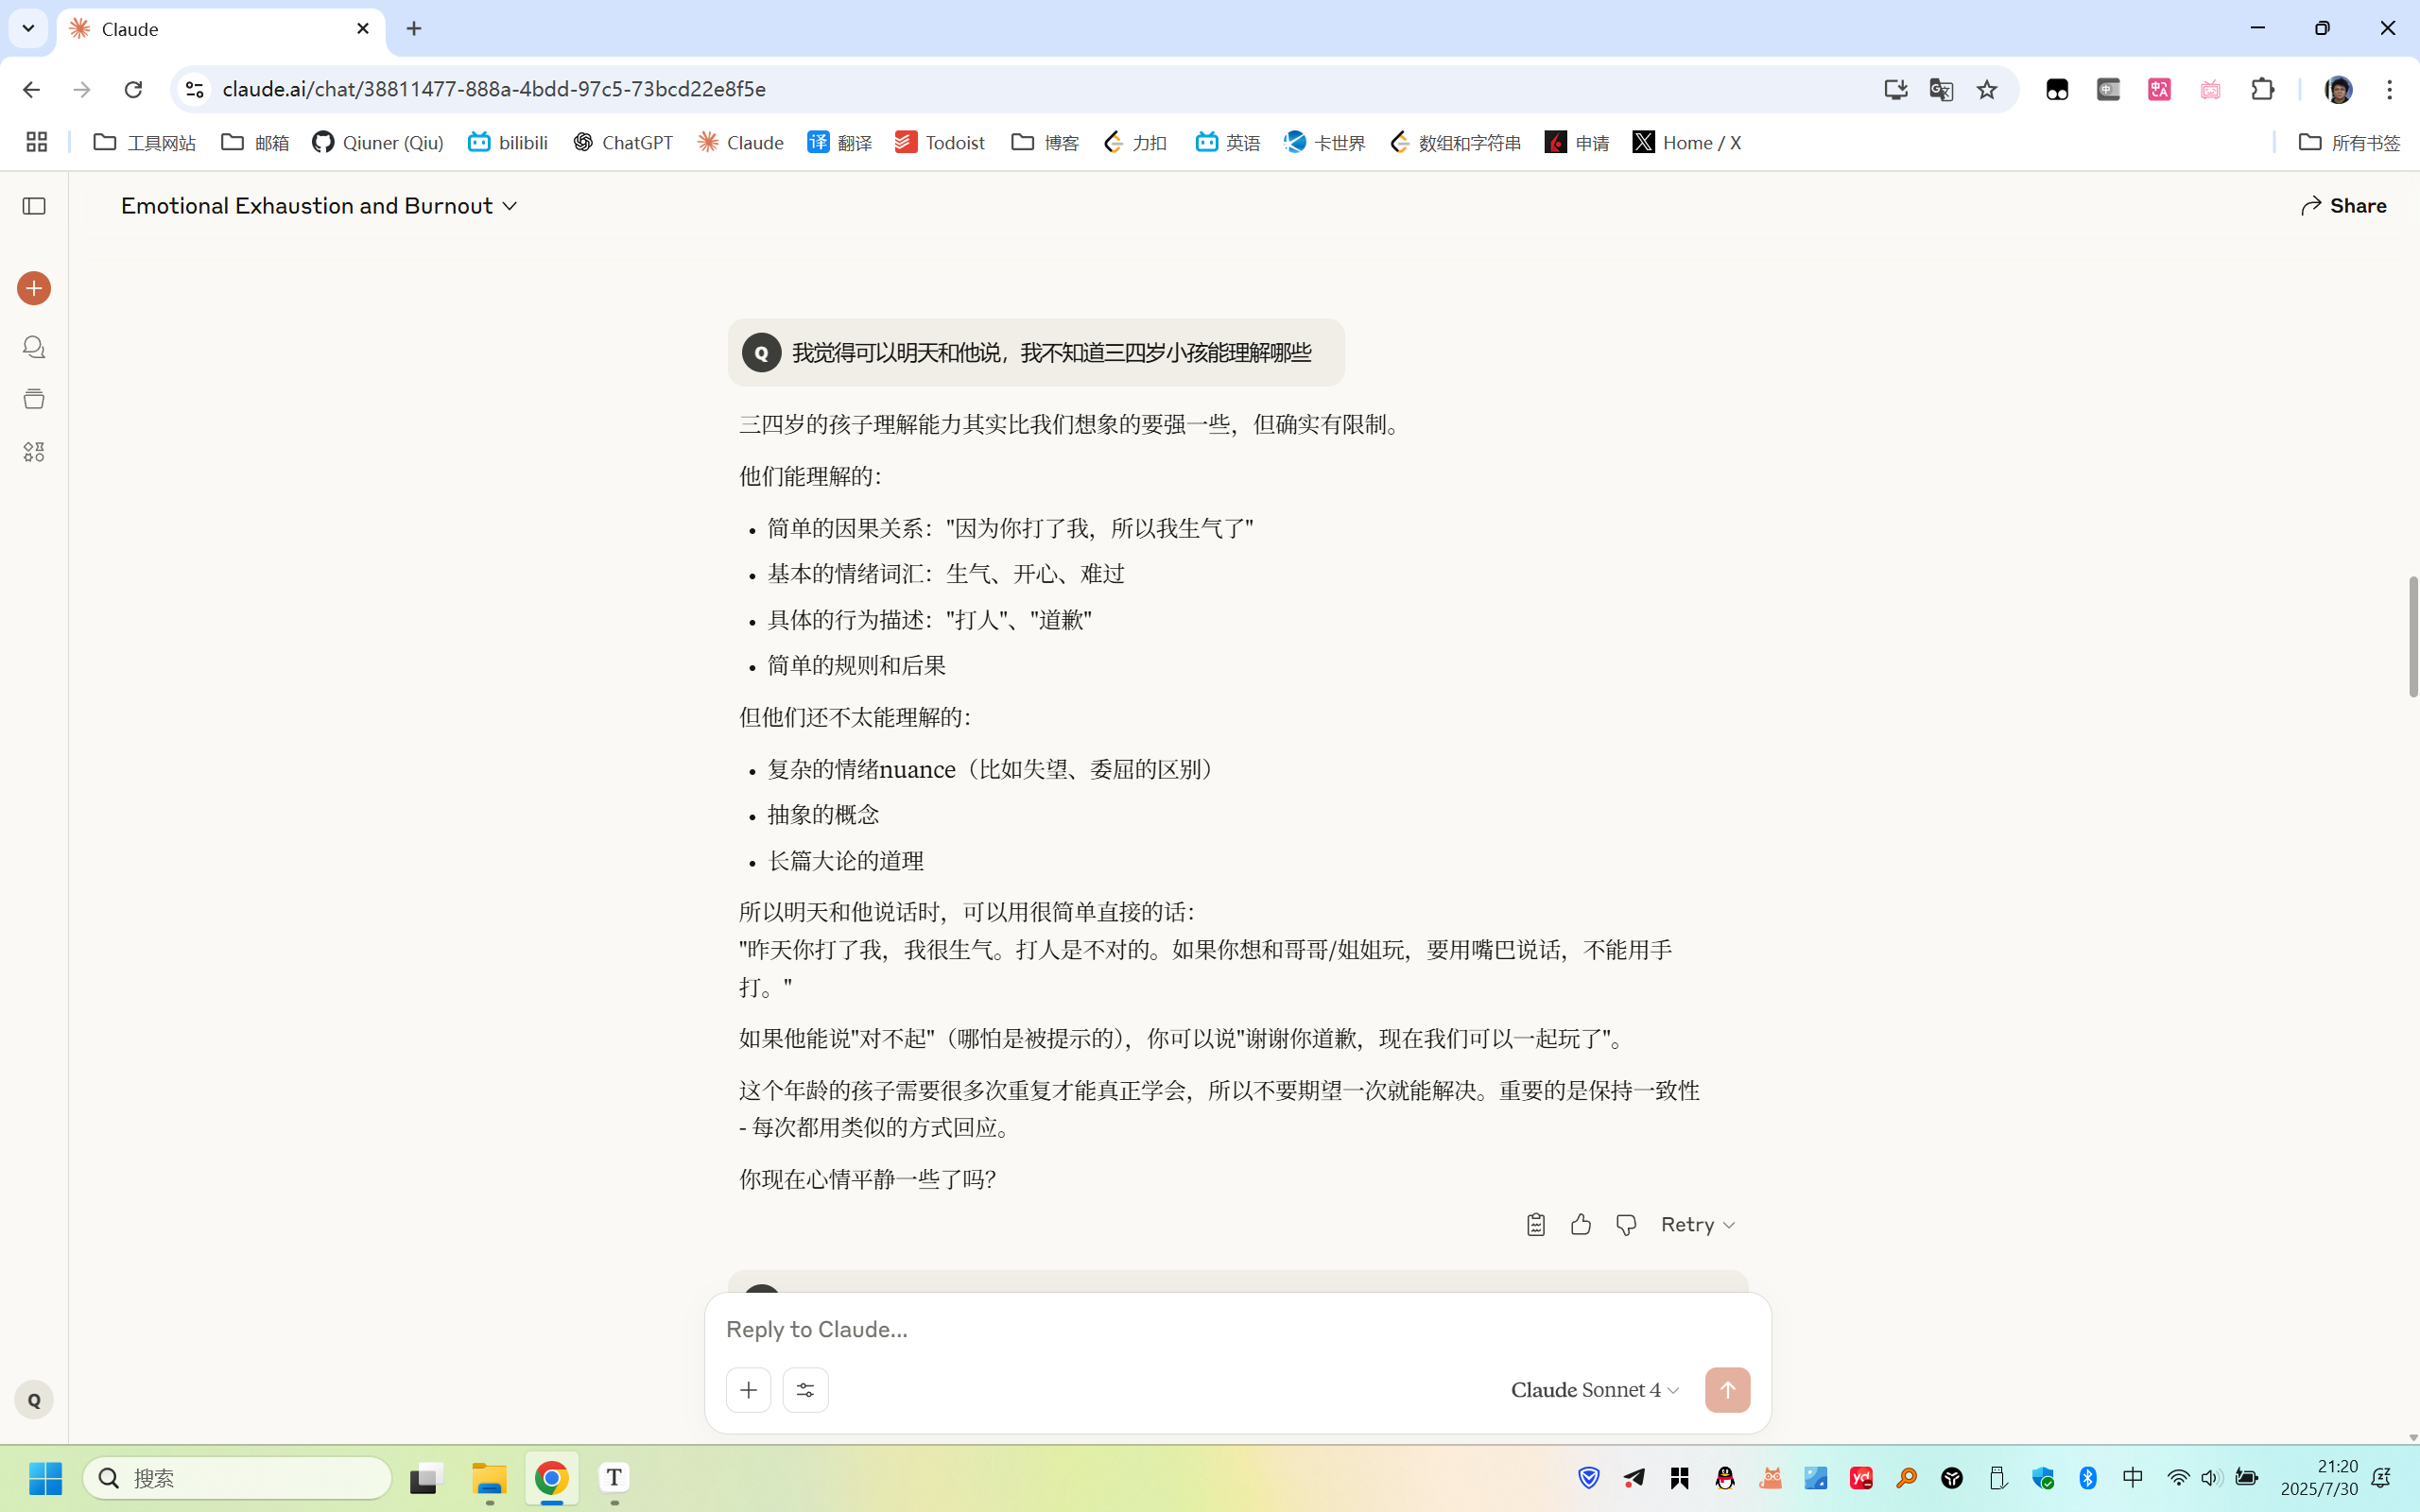 Claude
claude.ai/chat/38811477-888a-4bdd-97c5-73bcd22e8f5e
工具网站 邮箱 Qiuner (Qiu) bilibili ChatGPT Claude 翻译 Todoist 博客 力扣 英语 卡世界 数组和字符串 申请 Home / X 所有书签
Emotional Exhaustion and Burnout
Share
Q 我觉得可以明天和他说，我不知道三四岁小孩能理解哪些
三四岁的孩子理解能力其实比我们想象的要强一些，但确实有限制。
他们能理解的：
• 简单的因果关系："因为你打了我，所以我生气了"
• 基本的情绪词汇：生气、开心、难过
• 具体的行为描述："打人"、"道歉"
• 简单的规则和后果
但他们还不太能理解的：
• 复杂的情绪nuance（比如失望、委屈的区别）
• 抽象的概念
• 长篇大论的道理
所以明天和他说话时，可以用很简单直接的话：
"昨天你打了我，我很生气。打人是不对的。如果你想和哥哥/姐姐玩，要用嘴巴说话，不能用手
打。"
如果他能说"对不起"（哪怕是被提示的），你可以说"谢谢你道歉，现在我们可以一起玩了"。
这个年龄的孩子需要很多次重复才能真正学会，所以不要期望一次就能解决。重要的是保持一致性
- 每次都用类似的方式回应。
你现在心情平静一些了吗？
Retry
Reply to Claude...
Claude Sonnet 4
Q
搜索
T
yd
中
21:20
2025/7/30